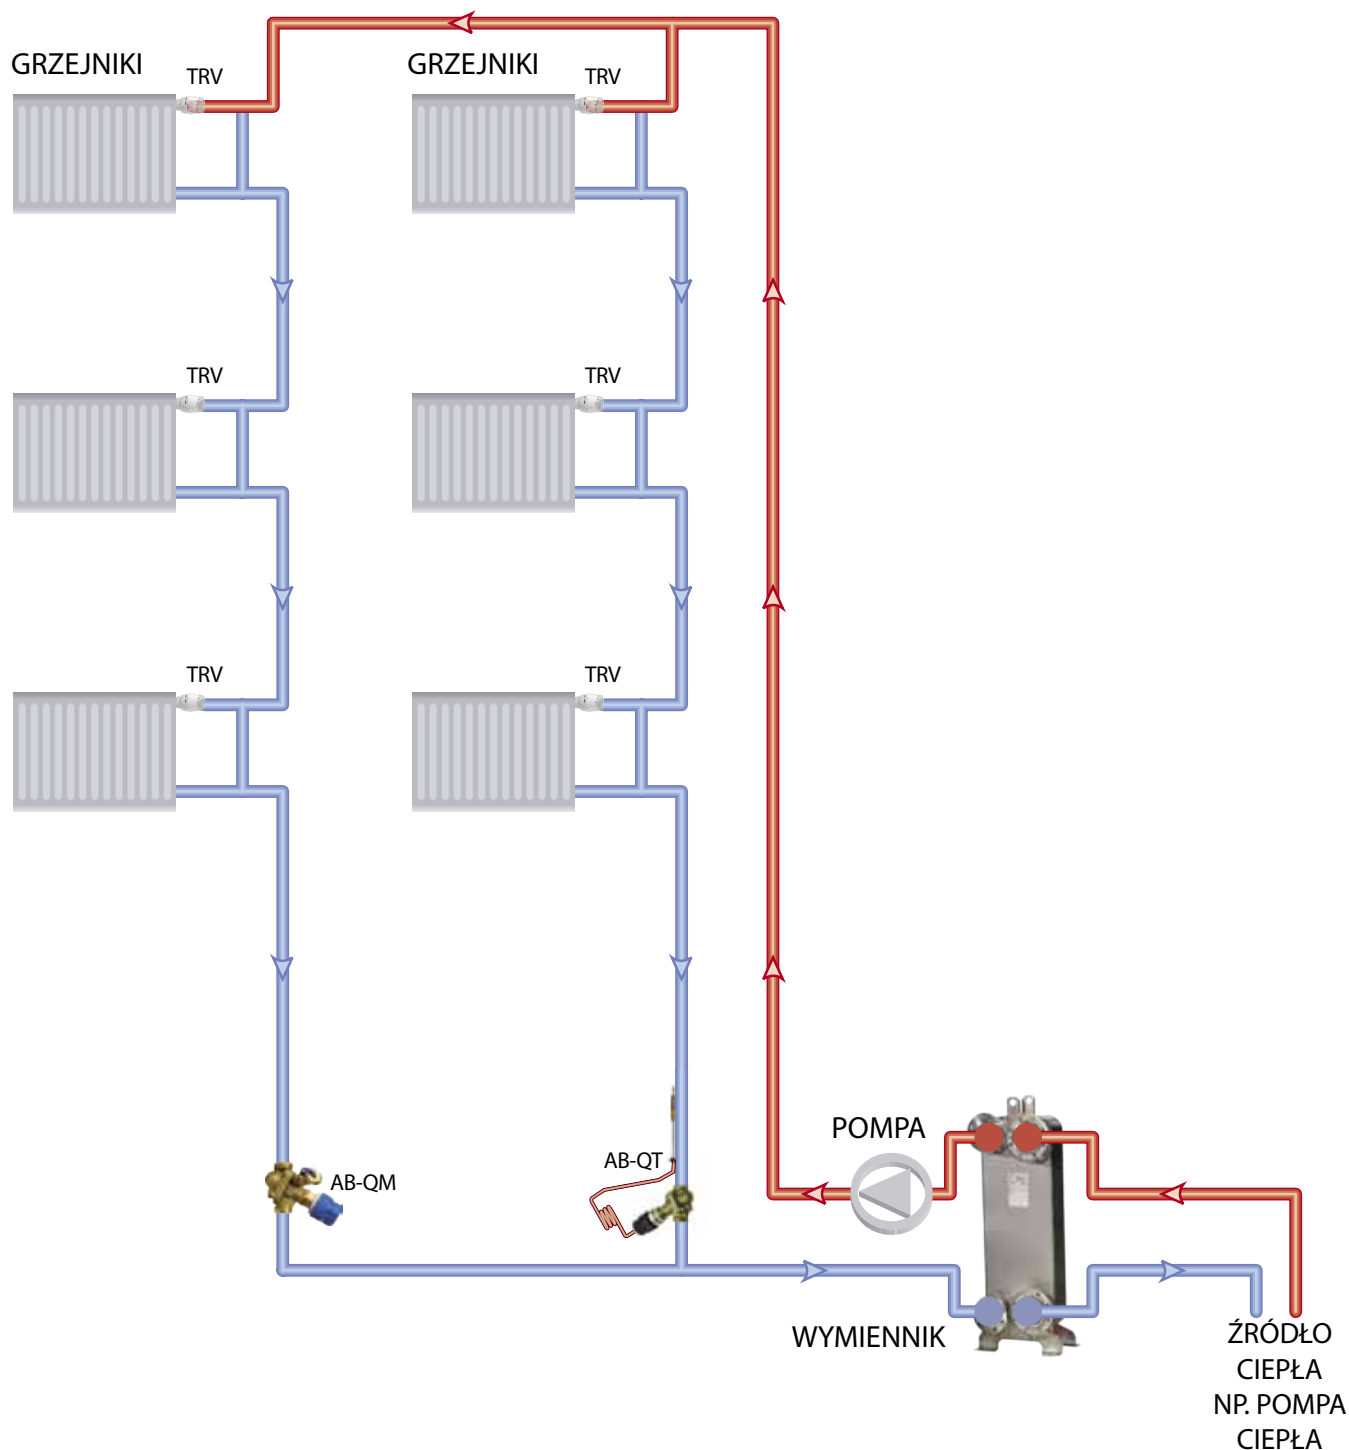 GRZEJNIKI
TRV
GRZEJNIKI
TRV
TRV
TRV
TRV
TRV
POMPA
AB-QM
AB-QT
WYMIENNIK
ŹRÓDŁO
CIEPŁA
NP. POMPA
CIEPŁA